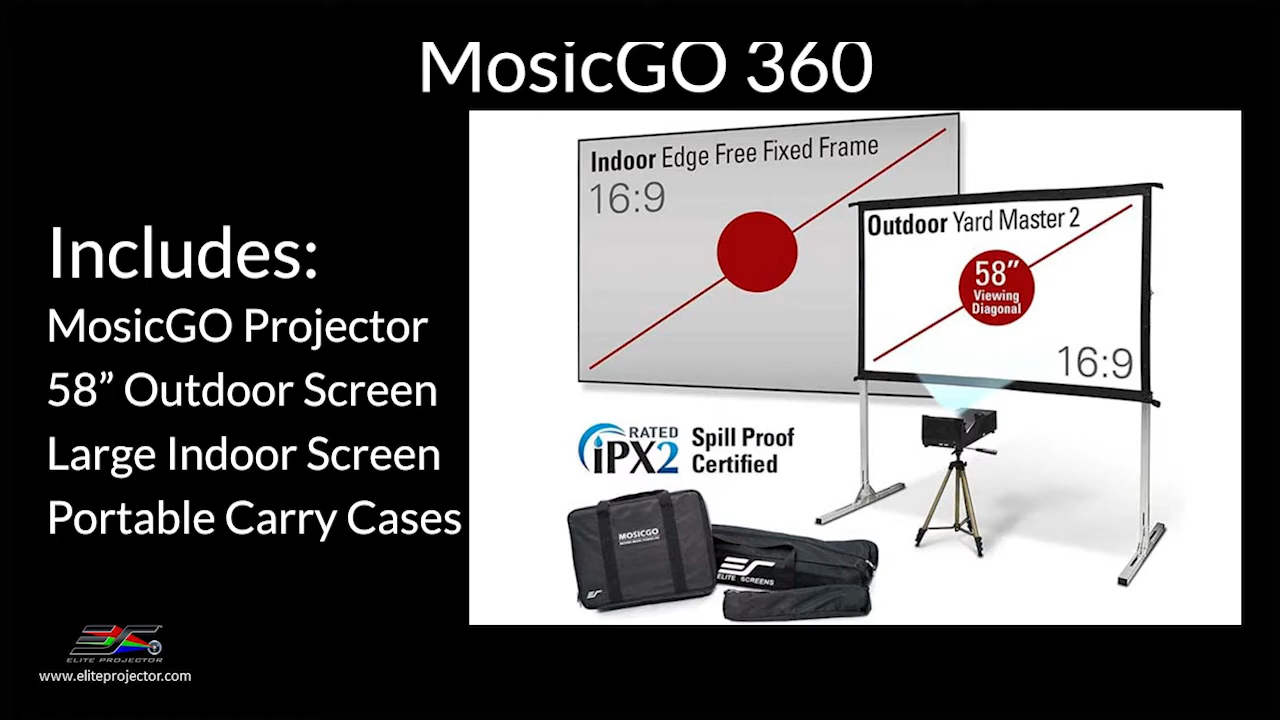 MosicGO 360
Includes:
MosicGO Projector
58” Outdoor Screen
Large Indoor Screen
Portable Carry Cases
Indoor Edge Free Fixed Frame
16:9
Outdoor Yard Master 2
58”
Viewing
Diagonal
16:9
RATED
iPX2
Spill Proof
Certified
MOSICGO
ELITE SCREENS
ELITE PROJECTOR
www.eliteprojector.com